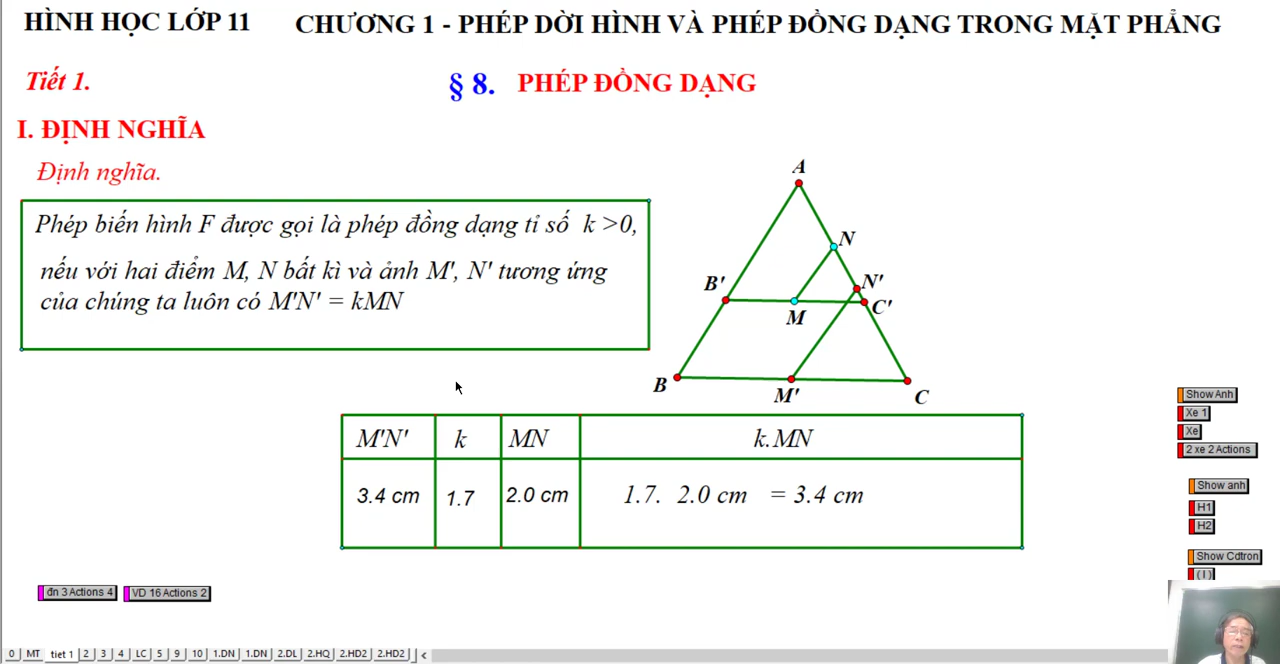 HÌNH HỌC LỚP 11 CHƯƠNG 1 - PHÉP DỜI HÌNH VÀ PHÉP ĐỒNG DẠNG TRONG MẶT PHẲNG
Tiết 1. § 8. PHÉP ĐỒNG DẠNG
I. ĐỊNH NGHĨA
Định nghĩa.
Phép biến hình F được gọi là phép đồng dạng tỉ số k >0,
nếu với hai điểm M, N bất kì và ảnh M', N' tương ứng
của chúng ta luôn có M'N' = kMN
A
N
B' N'
M C'
B M' C
M'N' k MN k.MN
3.4 cm 1.7 2.0 cm 1.7. 2.0 cm = 3.4 cm
Show Anh
Xe 1
Xe
2 xe 2 Actions
Show anh
H1
H2
Show Cdtron
( I )
đn 3 Actions 4 VD 16 Actions 2
0 MT tiet 1 2 3 4 LC 5 9 10 1.DN 1.DN 2.DL 2.HQ 2.HD2 2.HD2